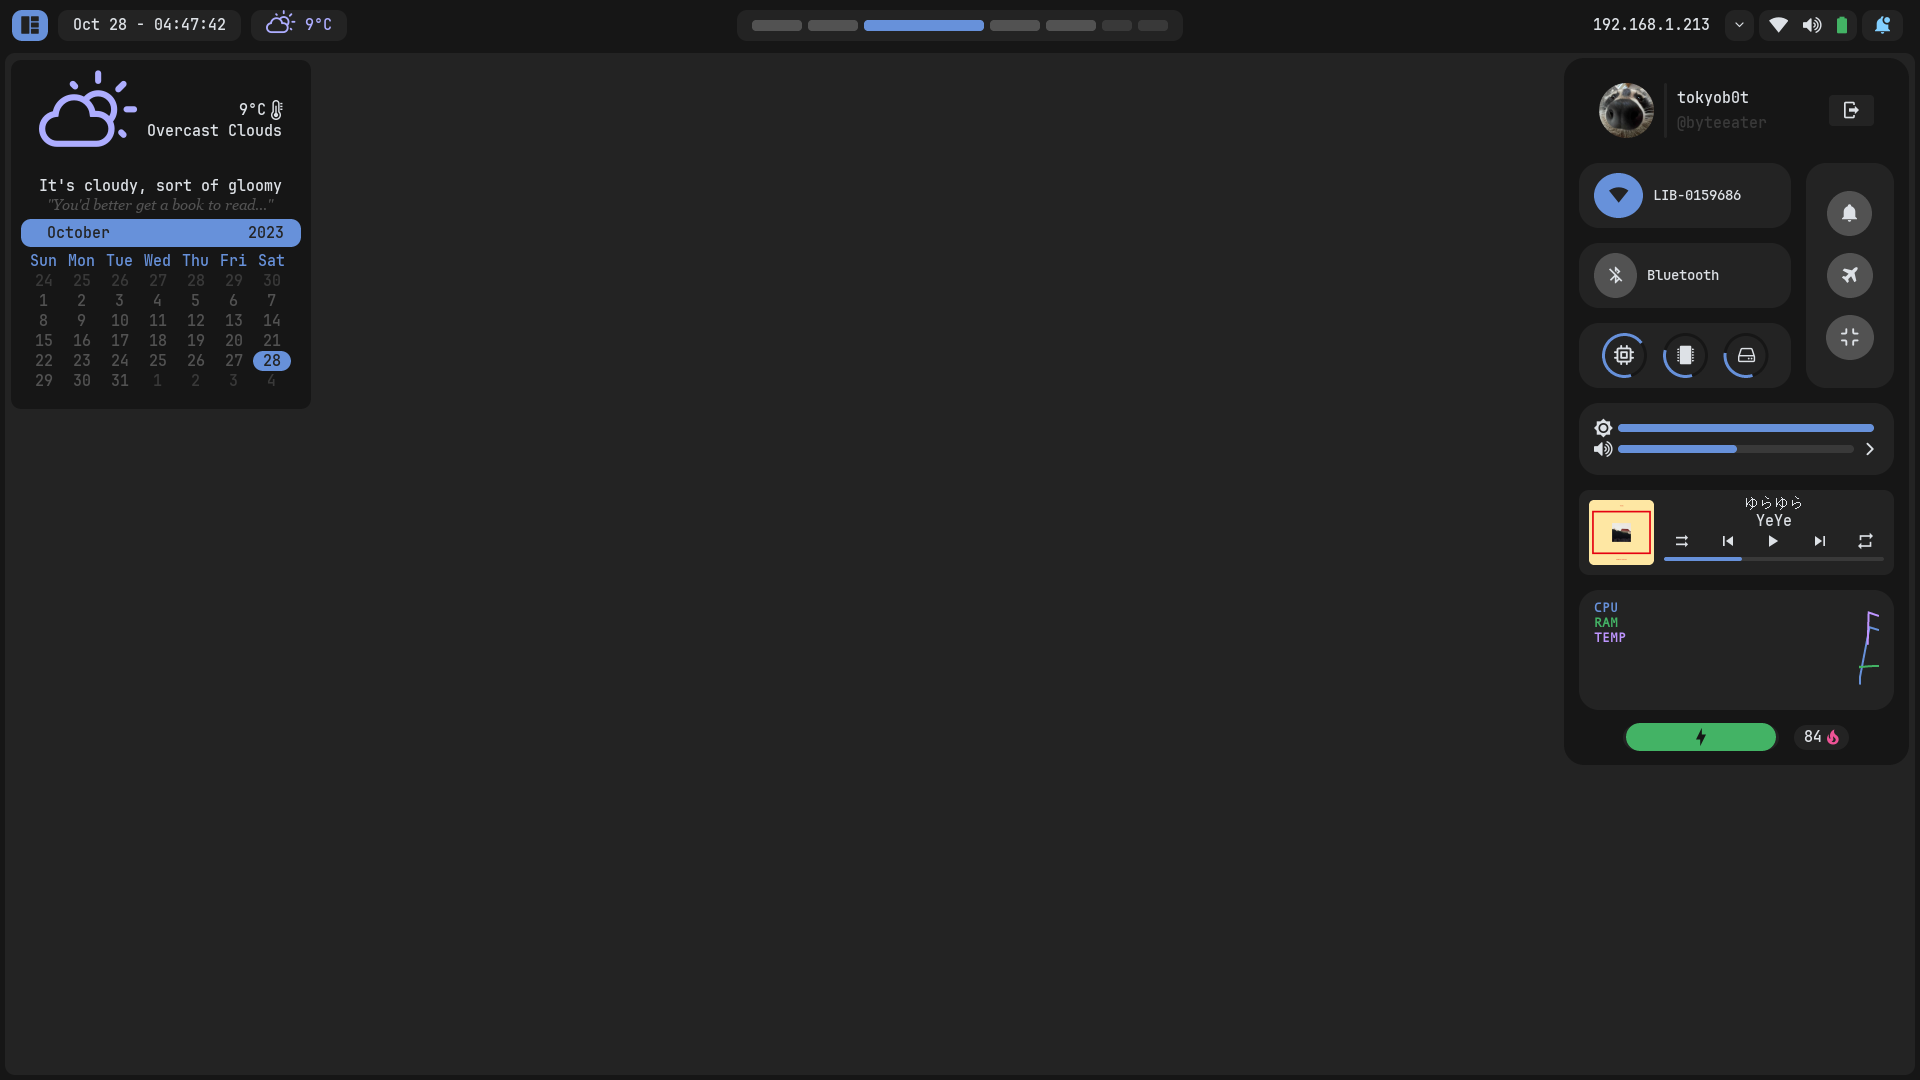 Oct 28 - 04:47:42
9°C
192.168.1.213
9°C
Overcast Clouds
It's cloudy, sort of gloomy
"You'd better get a book to read..."
October 2023
Sun Mon Tue Wed Thu Fri Sat
24 25 26 27 28 29 30
1 2 3 4 5 6 7
8 9 10 11 12 13 14
15 16 17 18 19 20 21
22 23 24 25 26 27 28
29 30 31 1 2 3 4
tokyob0t
@byteeater
LIB-0159686
Bluetooth
ゆらゆら
YeYe
CPU
RAM
TEMP
84